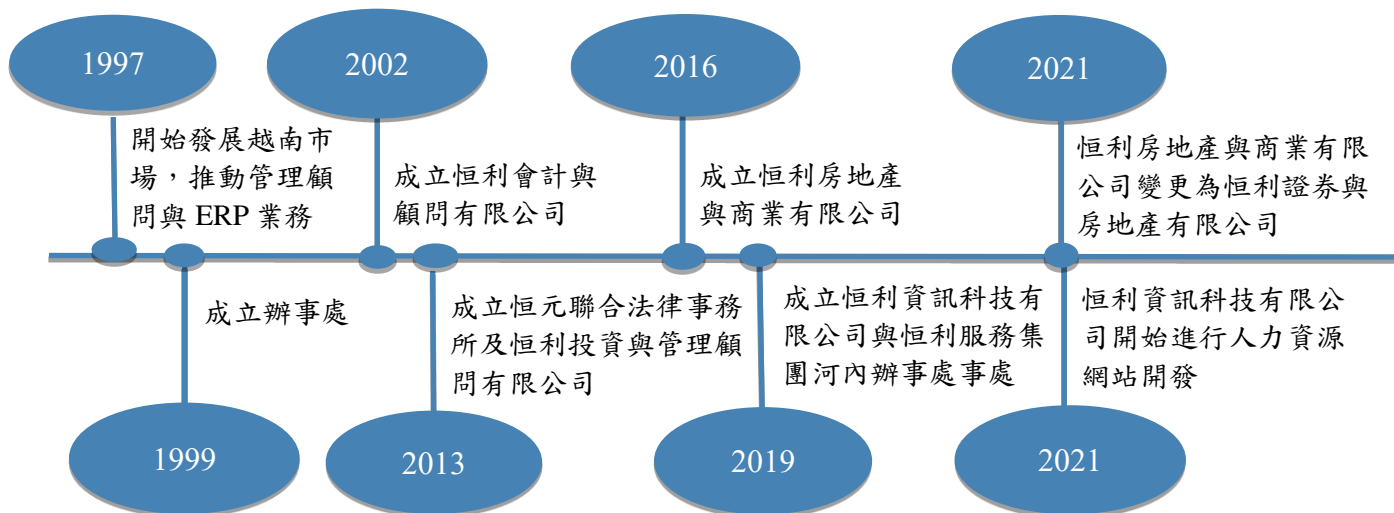 1997
開始發展越南市
場，推動管理顧
問與 ERP 業務
成立辦事處
1999
2002
成立恒利會計與
顧問有限公司
成立恒元聯合法律事務
所及恒利投資與管理顧
問有限公司
2013
2016
成立恒利房地產
與商業有限公司
成立恒利資訊科技有
限公司與恒利服務集
團河內辦事處事處
2019
2021
恒利房地產與商業有限
公司變更為恒利證券與
房地產有限公司
恒利資訊科技有限公
司開始進行人力資源
網站開發
2021